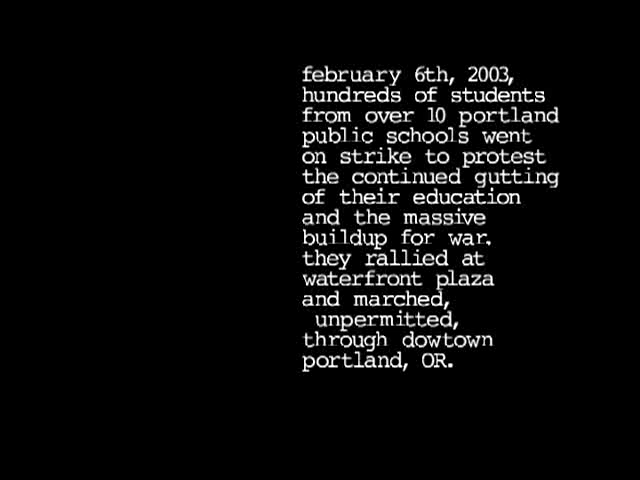 february 6th, 2003,
hundreds of students
from over 10 portland
public schools went
on strike to protest
the continued gutting
of their education
and the massive
buildup for war.
they rallied at
waterfront plaza
and marched,
unpermitted,
through dowtown
portland, OR.